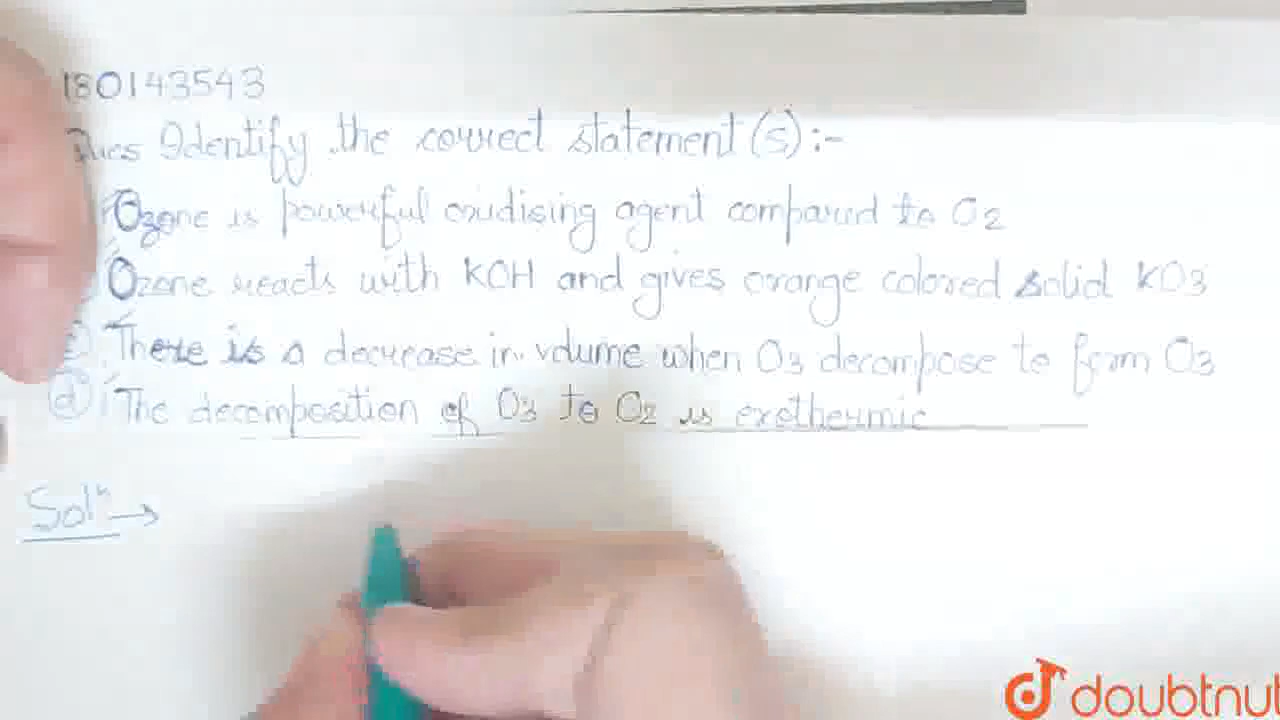 180143543
Ques Identify the correct statement (s) :-
Ozone is powerful oxidising agent compared to O2
Ozone reacts with KOH and gives orange colored solid KO3
There is a decrease in volume when O3 decompose to form O3
(d) The decomposition of O3 to O2 is exothermic
Solⁿ →
doubtnut